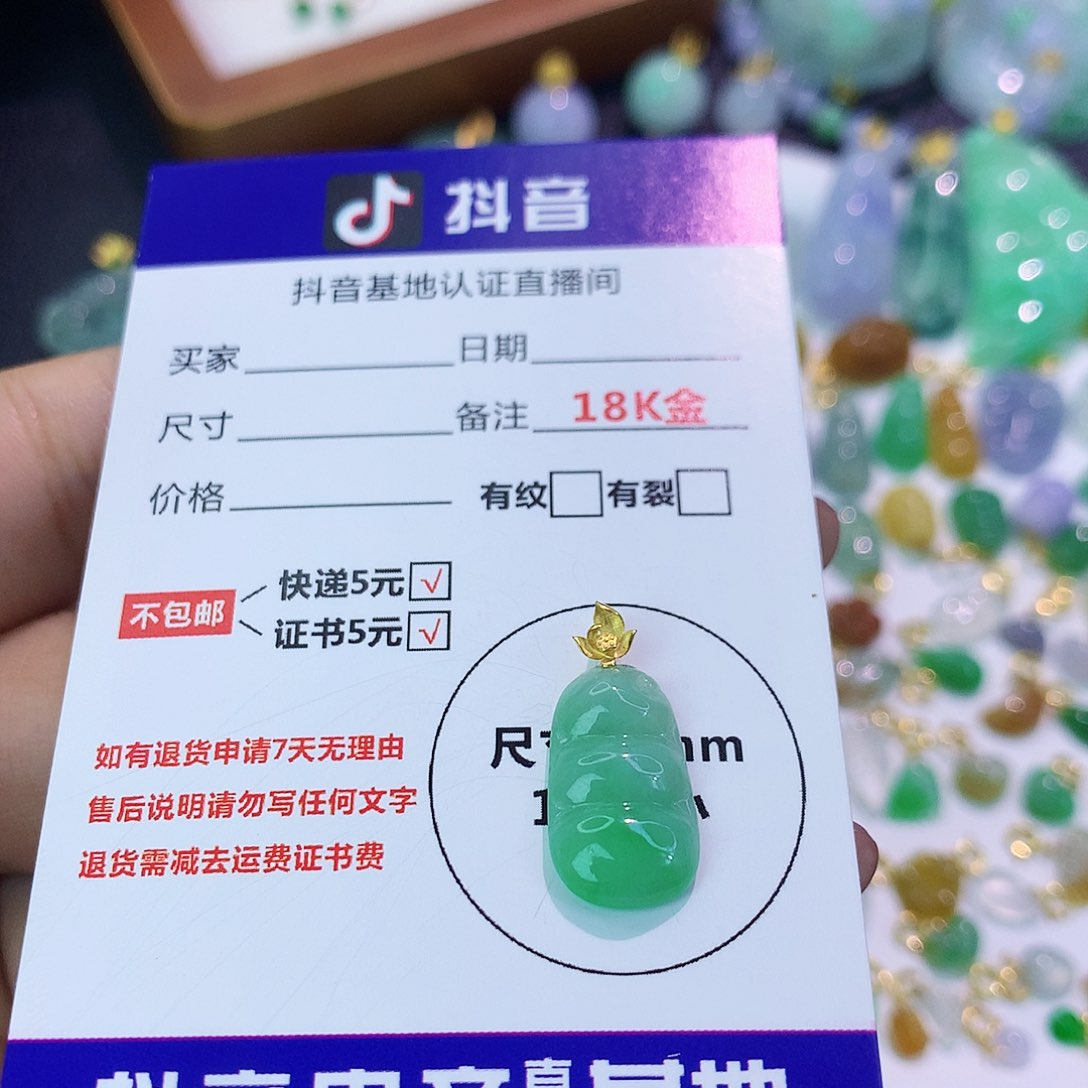 抖音
抖音基地认证直播间
买家 日期
尺寸 备注 18K金
价格 有纹 有裂
不包邮
快递5元 √
证书5元 √
如有退货申请7天无理由
售后说明请勿写任何文字
退货需减去运费证书费
尺 mm
1